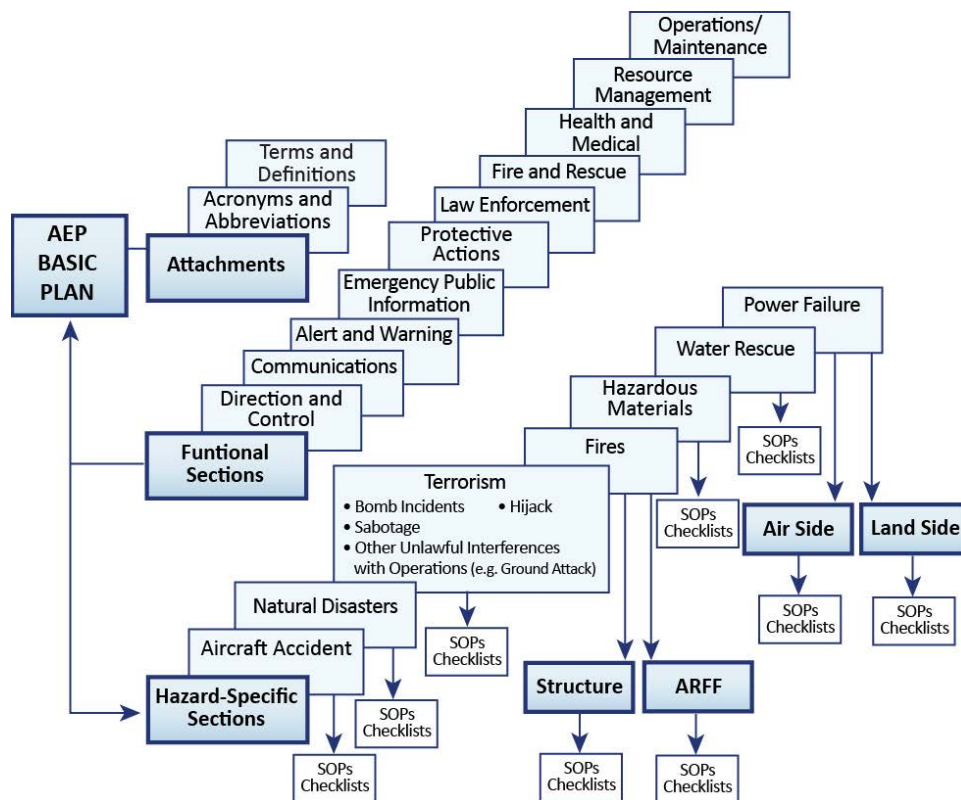 Operations/
Maintenance
Resource
Management
Health and
Medical
Terms and
Definitions
Fire and Rescue
Acronyms and
Abbreviations
Law Enforcement
AEP
BASIC
PLAN
Attachments
Protective
Actions
Emergency Public
Information
Power Failure
Alert and Warning
Water Rescue
Communications
Hazardous
Materials
Direction and
Control
Fires
SOPs
Checklists
Funtional
Sections
Terrorism
• Bomb Incidents • Hijack
• Sabotage
• Other Unlawful Interferences
with Operations (e.g. Ground Attack)
SOPs
Checklists
Air Side
Land Side
Natural Disasters
SOPs
Checklists
SOPs
Checklists
SOPs
Checklists
Aircraft Accident
Hazard-Specific
Sections
Structure
ARFF
SOPs
Checklists
SOPs
Checklists
SOPs
Checklists
SOPs
Checklists